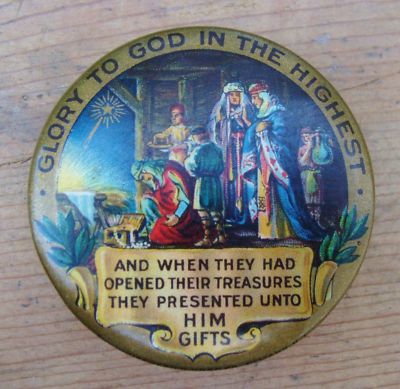 · GLORY TO GOD IN THE HIGHEST ·
AND WHEN THEY HAD
OPENED THEIR TREASURES
THEY PRESENTED UNTO
HIM
GIFTS